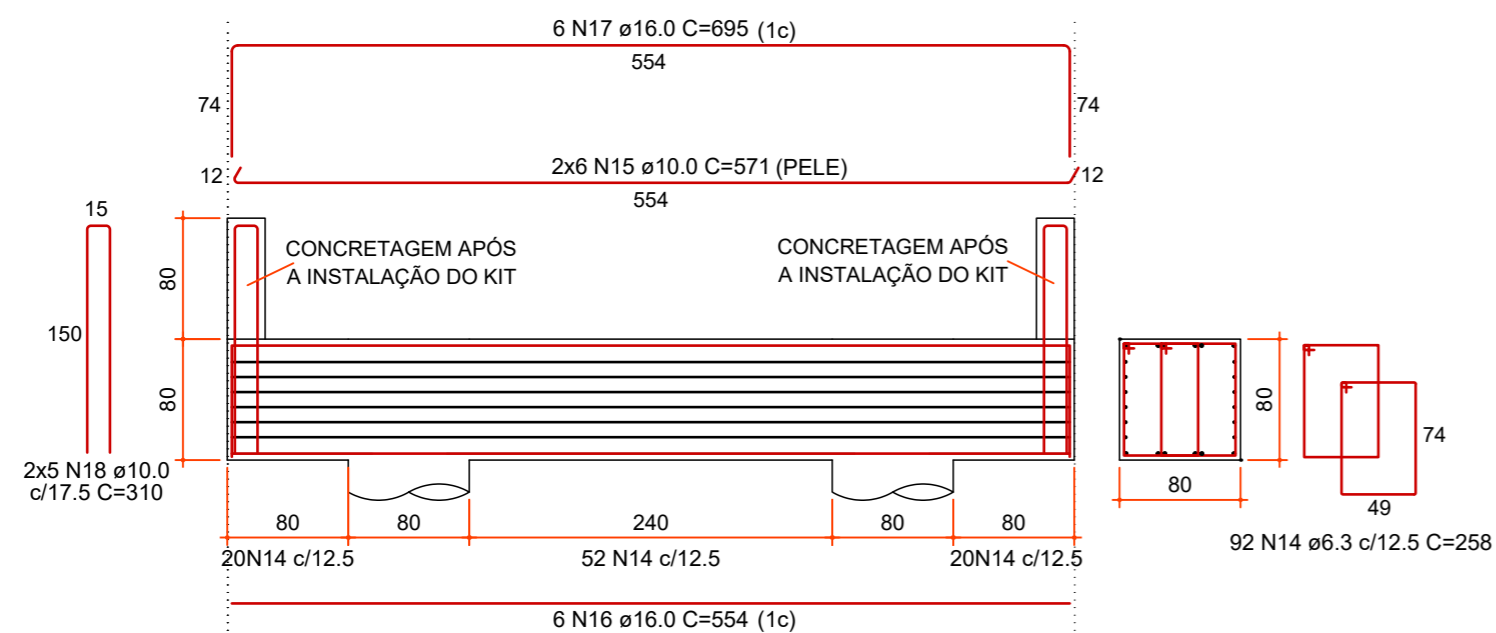 6 N17 ø16.0 C=695 (1c)
554
74
74
2x6 N15 ø10.0 C=571 (PELE)
12
12
554
15
150
2x5 N18 ø10.0
c/17.5 C=310
80
80
CONCRETAGEM APÓS
A INSTALAÇÃO DO KIT
CONCRETAGEM APÓS
A INSTALAÇÃO DO KIT
80
80
240
80
80
20N14 c/12.5
52 N14 c/12.5
20N14 c/12.5
6 N16 ø16.0 C=554 (1c)
80
80
74
49
92 N14 ø6.3 c/12.5 C=258